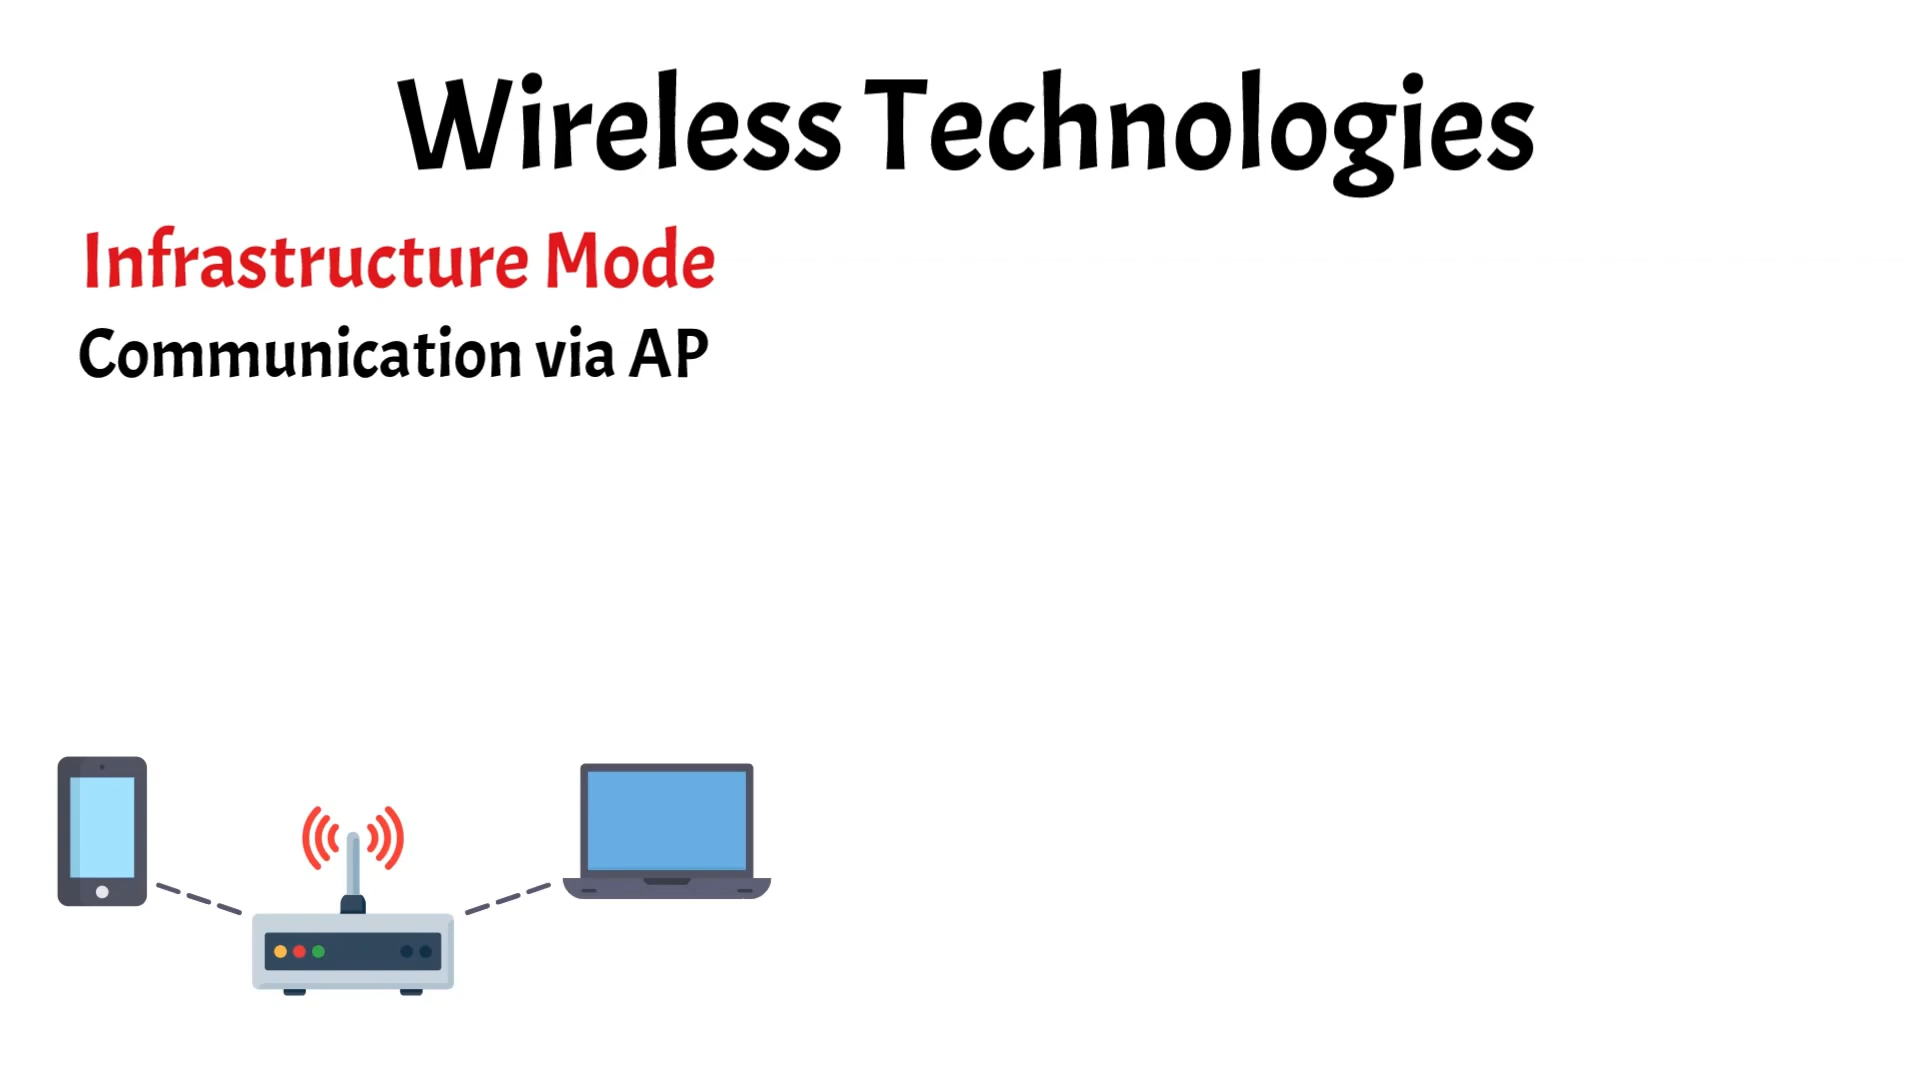 Wireless Technologies
Infrastructure Mode
Communication via AP